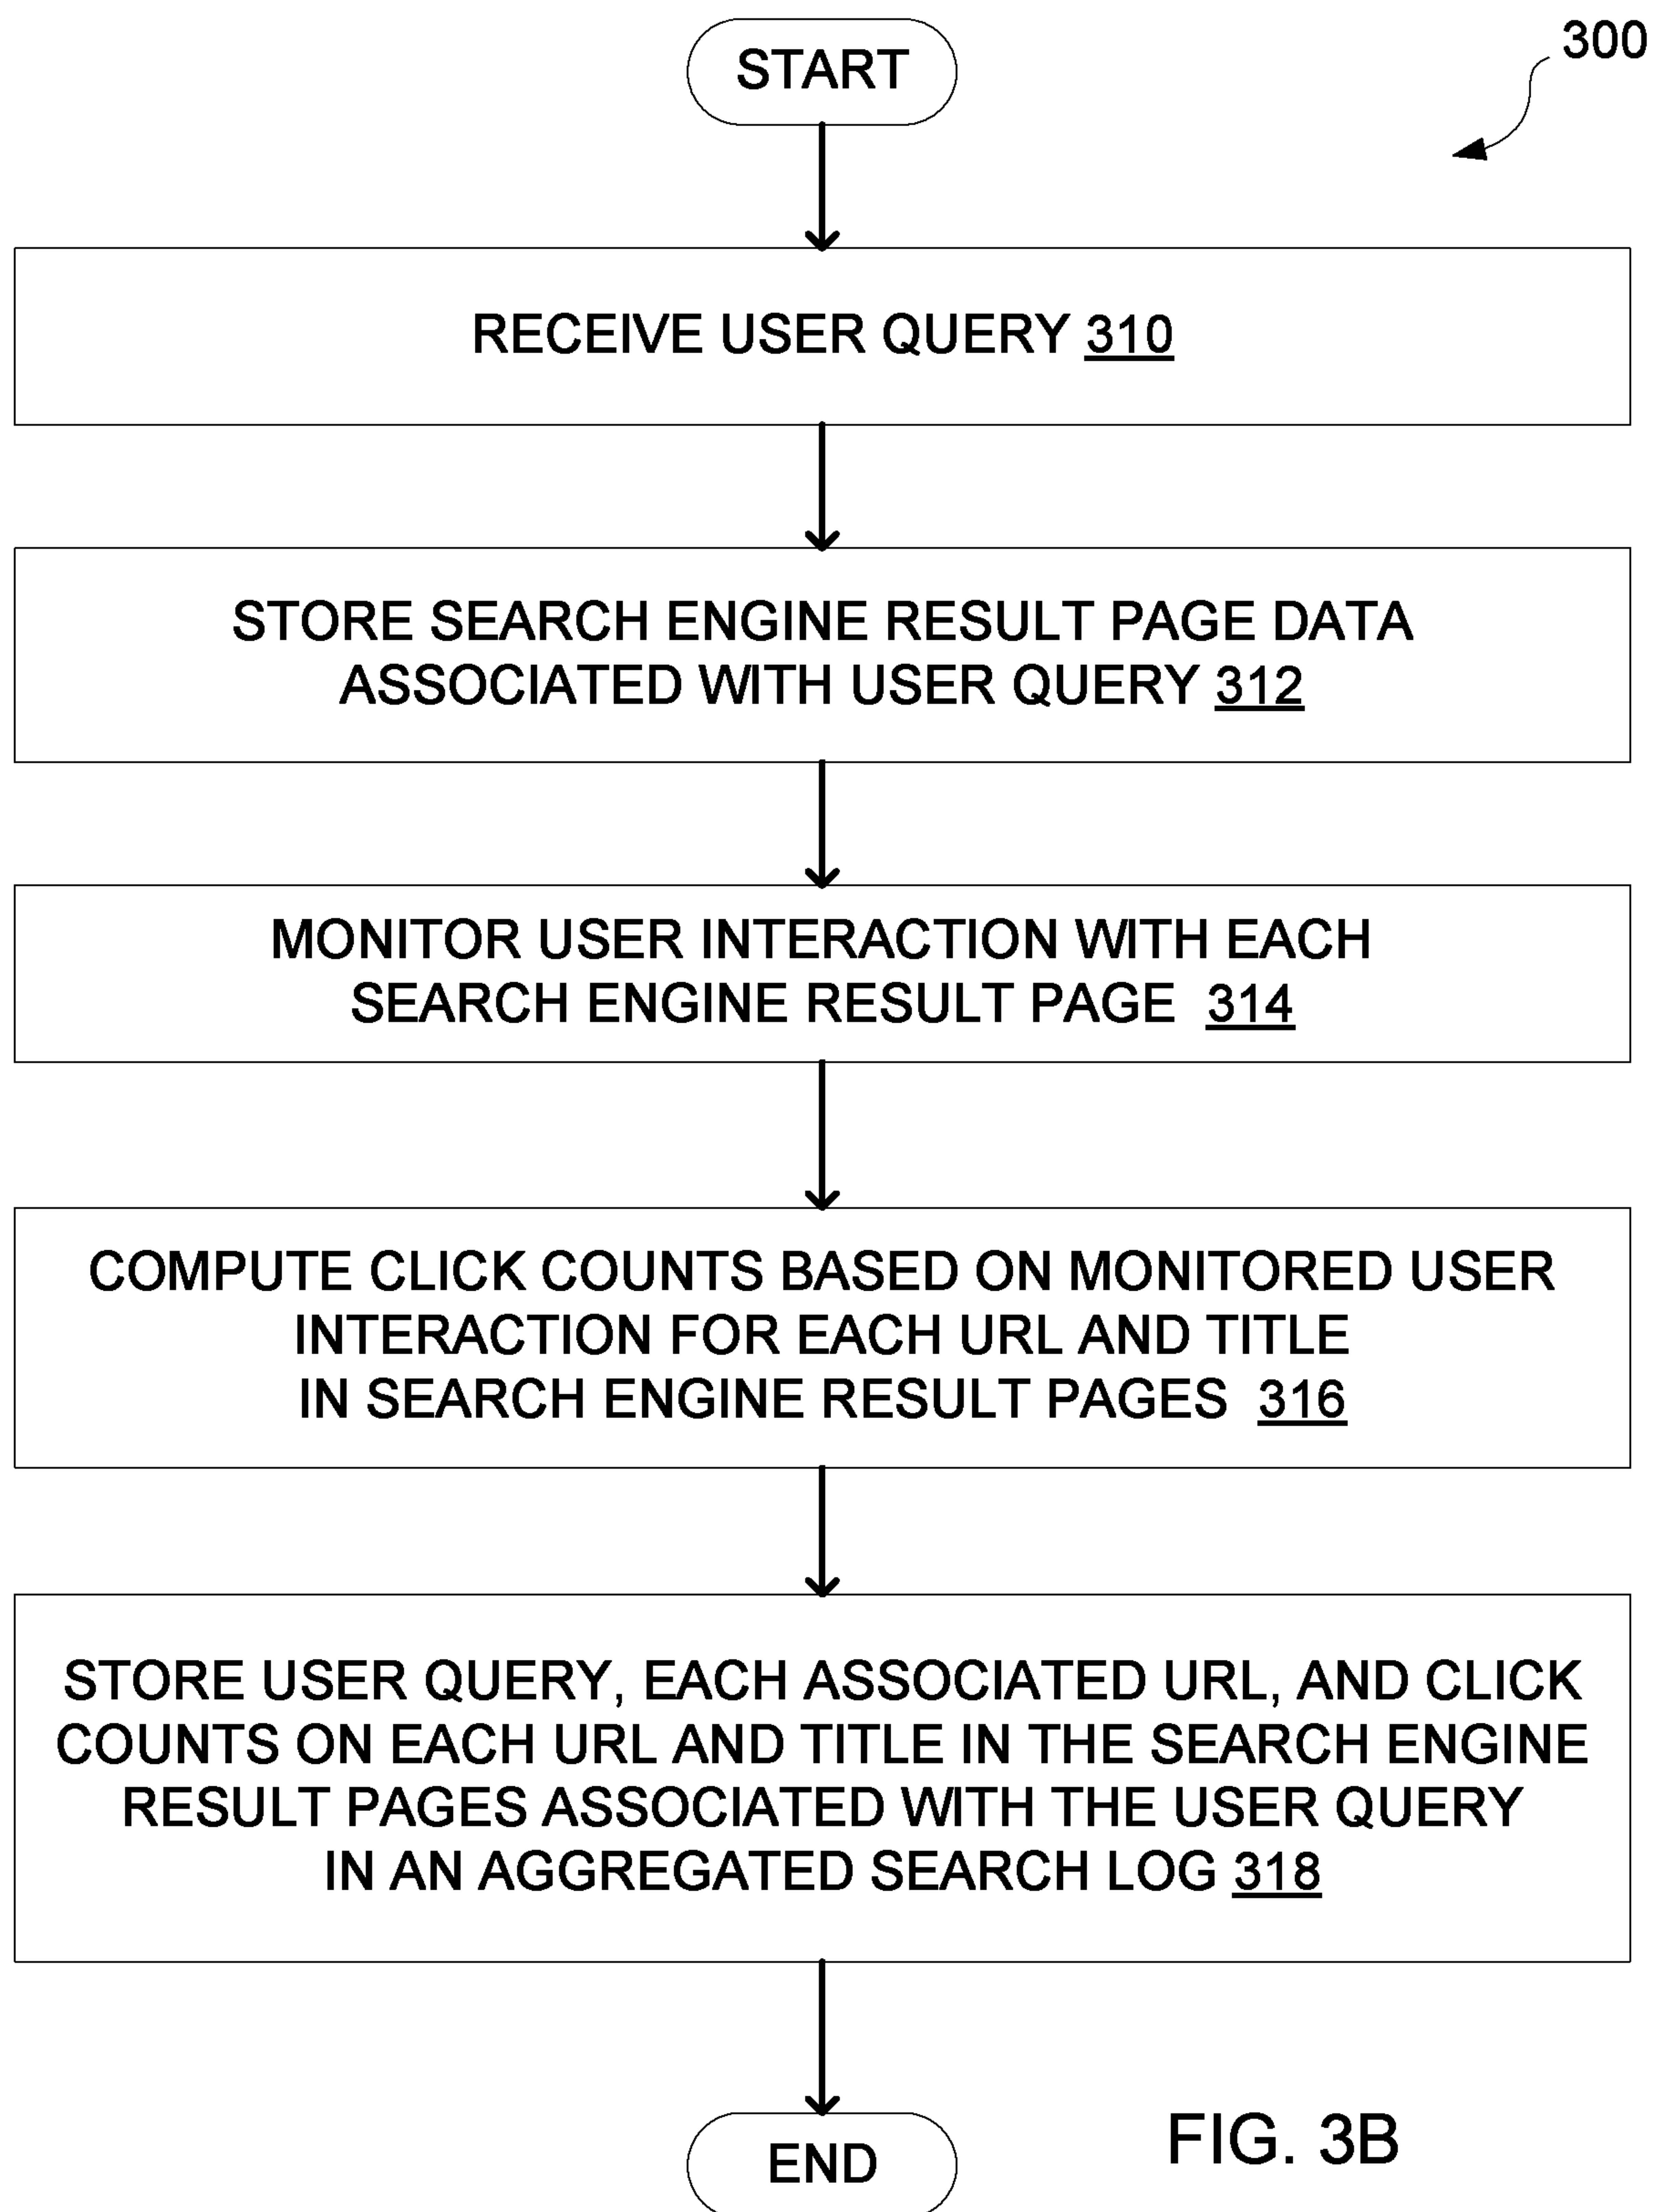 START
300
RECEIVE USER QUERY 310
STORE SEARCH ENGINE RESULT PAGE DATA
ASSOCIATED WITH USER QUERY 312
MONITOR USER INTERACTION WITH EACH
SEARCH ENGINE RESULT PAGE 314
COMPUTE CLICK COUNTS BASED ON MONITORED USER
INTERACTION FOR EACH URL AND TITLE
IN SEARCH ENGINE RESULT PAGES 316
STORE USER QUERY, EACH ASSOCIATED URL, AND CLICK
COUNTS ON EACH URL AND TITLE IN THE SEARCH ENGINE
RESULT PAGES ASSOCIATED WITH THE USER QUERY
IN AN AGGREGATED SEARCH LOG 318
END
FIG. 3B